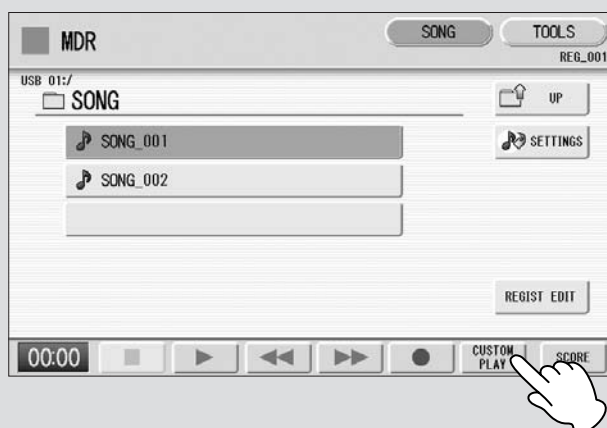 MDR
SONG
TOOLS
REG_001
USB 01:/
SONG
UP
SONG_001
SETTINGS
SONG_002
REGIST EDIT
00:00
CUSTOM
PLAY
SCORE